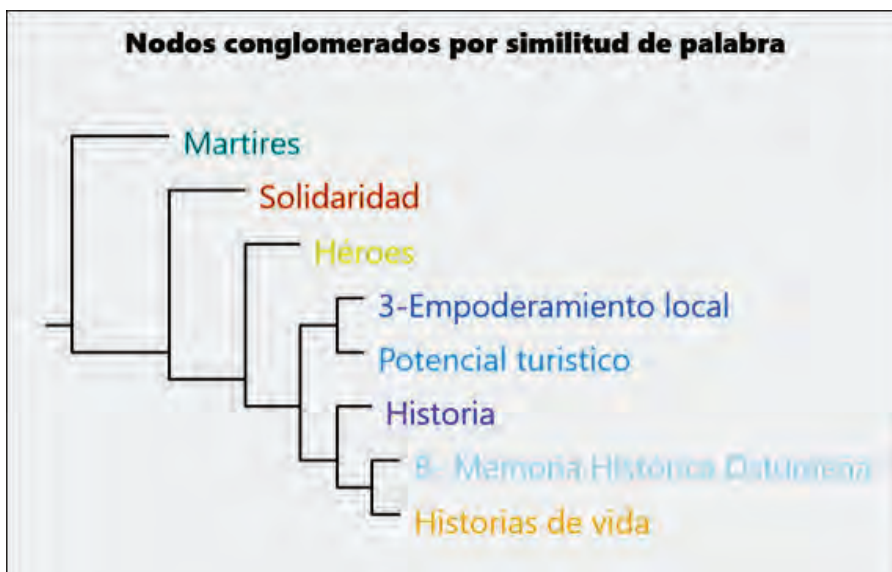 Nodos conglomerados por similitud de palabra
Martires
Solidaridad
Héroes
3-Empoderamiento local
Potencial turistico
Historia
Memoria Histórica
Historias de vida